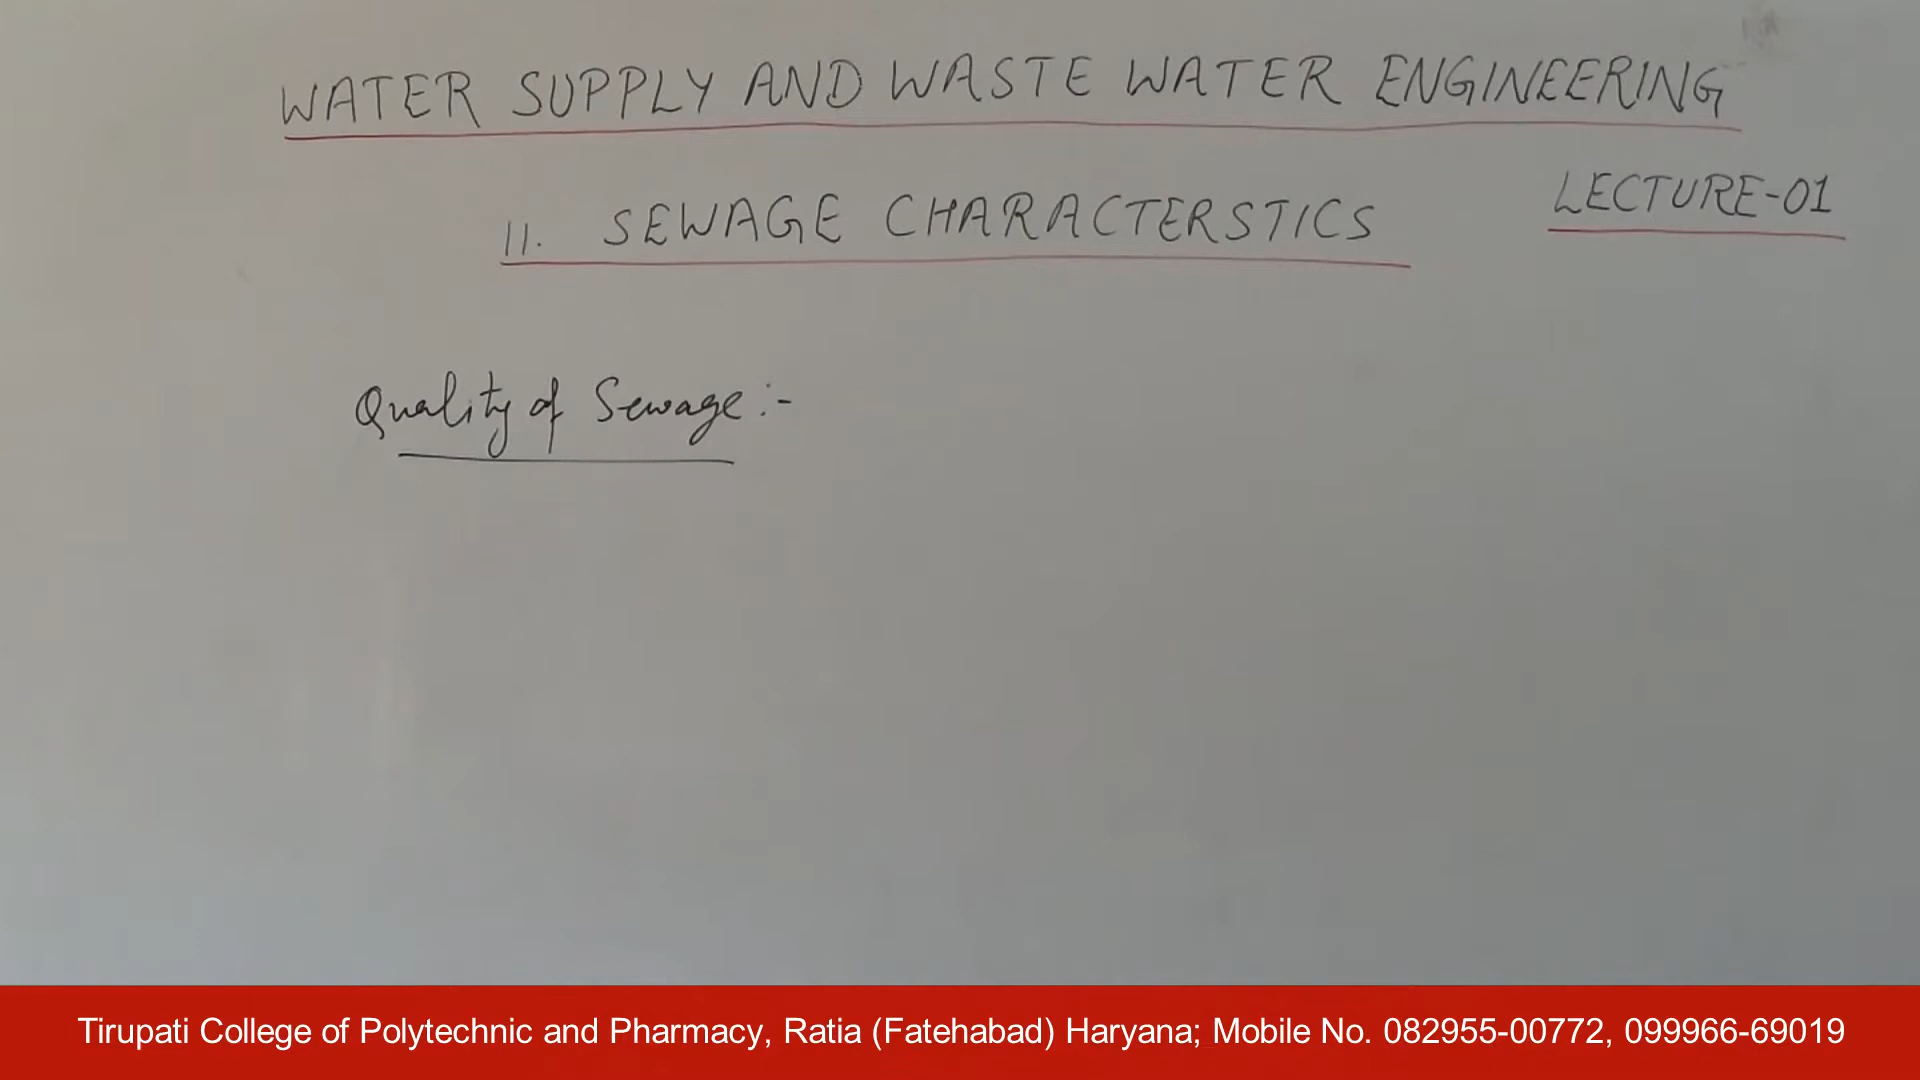 WATER SUPPLY AND WASTE WATER ENGINEERING
LECTURE-01
11. SEWAGE CHARACTERSTICS
Quality of Sewage :-
Tirupati College of Polytechnic and Pharmacy, Ratia (Fatehabad) Haryana; Mobile No. 082955-00772, 099966-69019